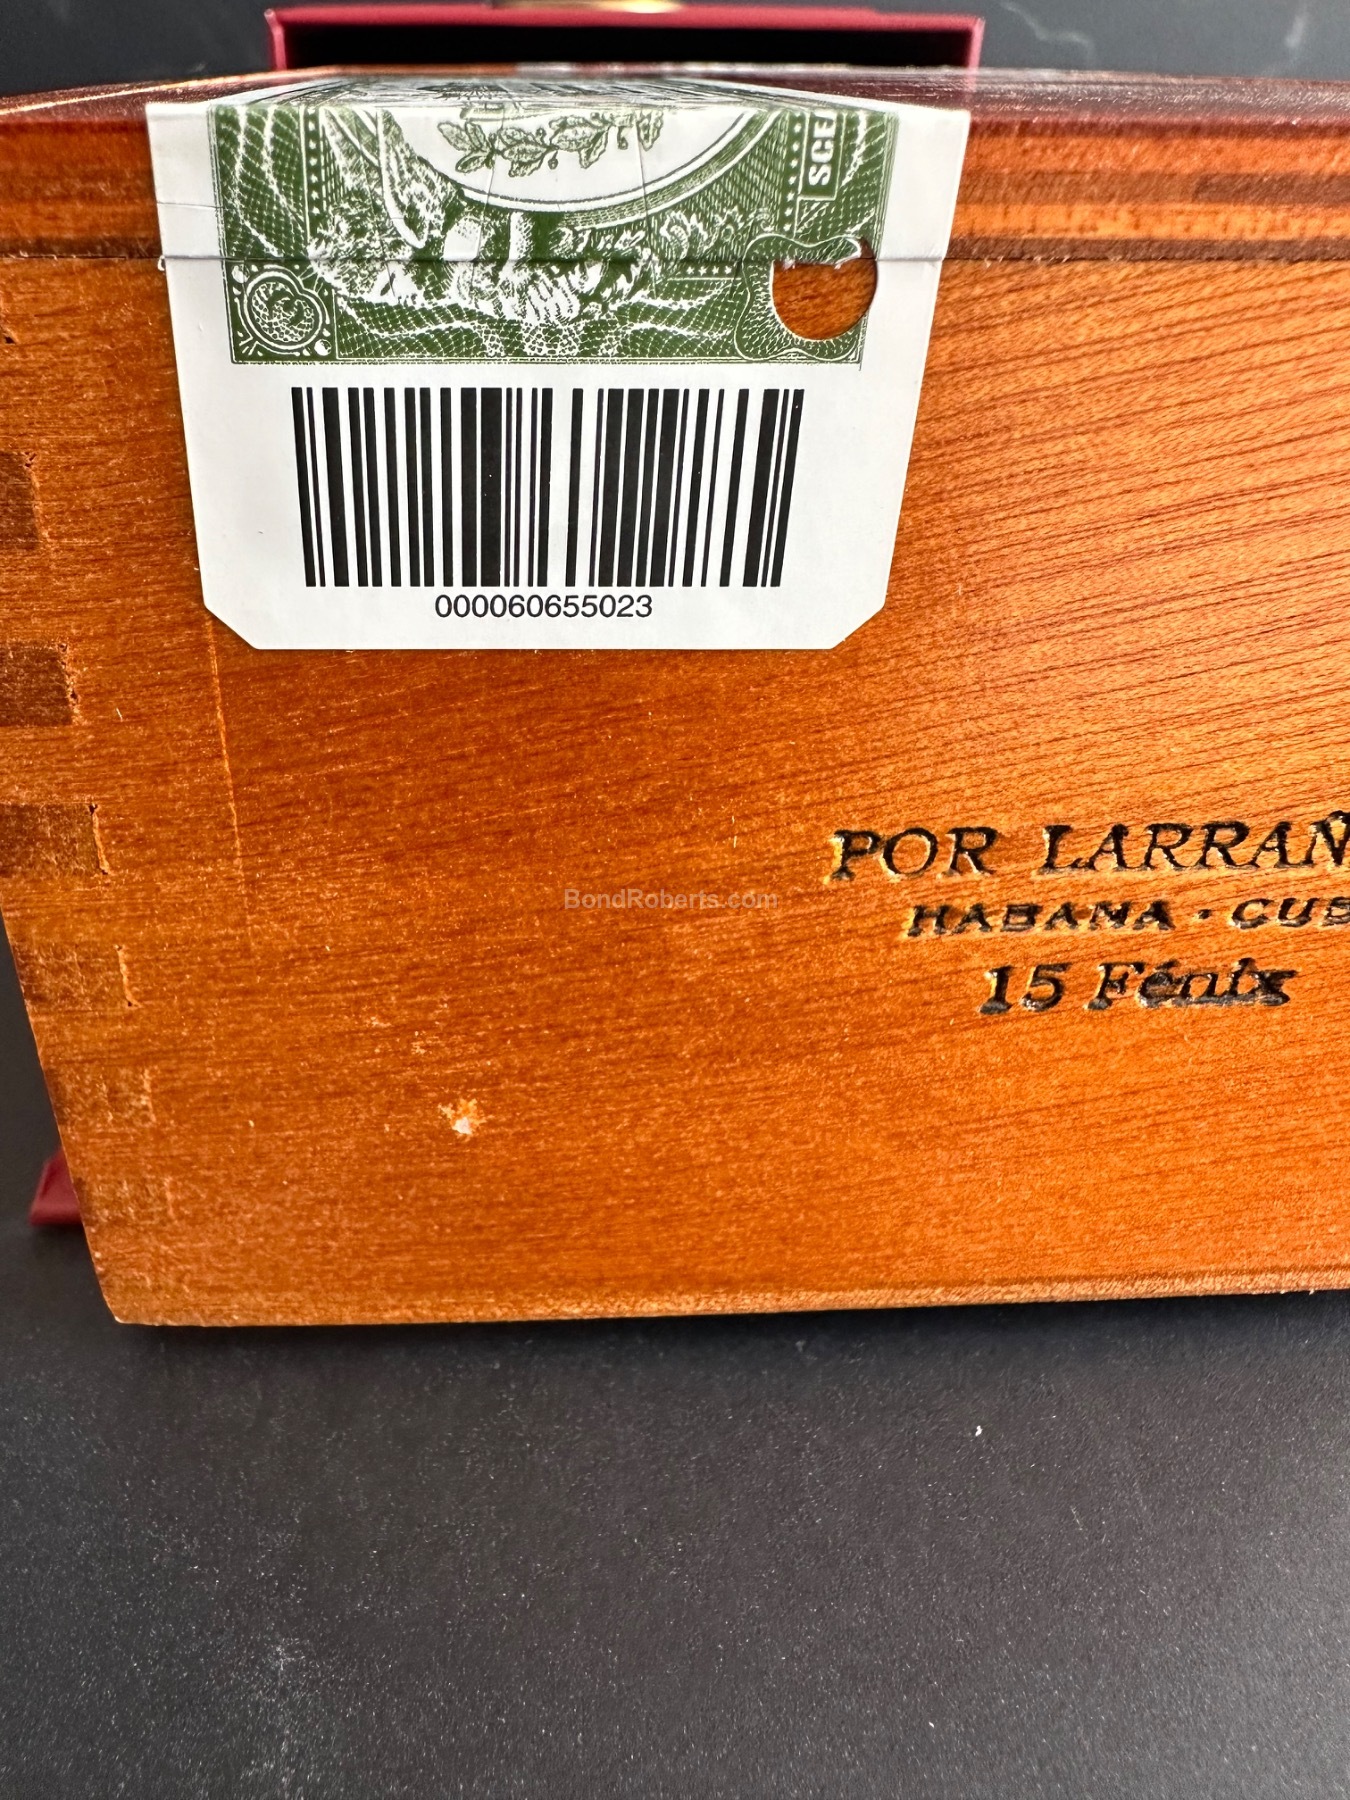 SCE
000060655023
POR LARRAÑ
BondRoberts.com
HABANA · CUB
15 Fénix